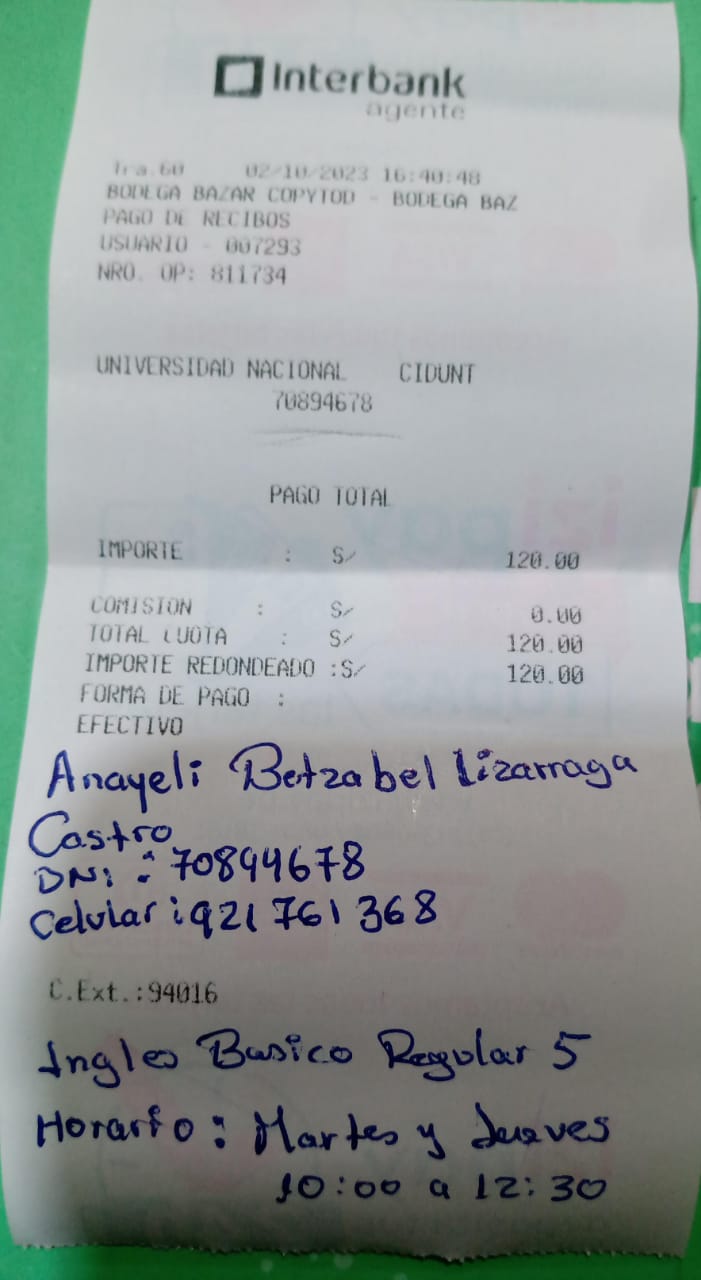 Interbank
agente
Tra.60 02/10/2023 16:40:48
BODEGA BAZAR COPYTOD - BODEGA BAZ
PAGO DE RECIBOS
USUARIO - 007293
NRO. OP: 811734
UNIVERSIDAD NACIONAL CIDUNT
70894678
PAGO TOTAL
IMPORTE : S/ 120.00
COMISION : S/ 0.00
TOTAL CUOTA : S/ 120.00
IMPORTE REDONDEADO :S/ 120.00
FORMA DE PAGO :
EFECTIVO
Anayeli Betzabel Lizarraga
Castro
DNI : 70894678
Celular : 921 761 368
C.Ext.:94016
Ingles Basico Regular 5
Horario : Martes y Jueves
10:00 a 12:30